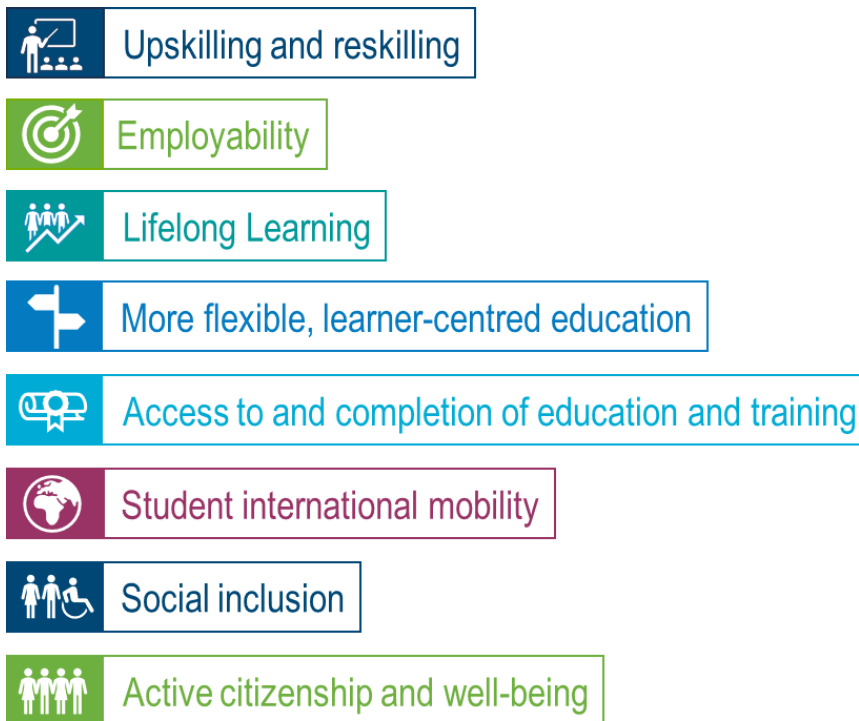 Upskilling and reskilling
Employability
Lifelong Learning
More flexible, learner-centred education
Access to and completion of education and training
Student international mobility
Social inclusion
Active citizenship and well-being